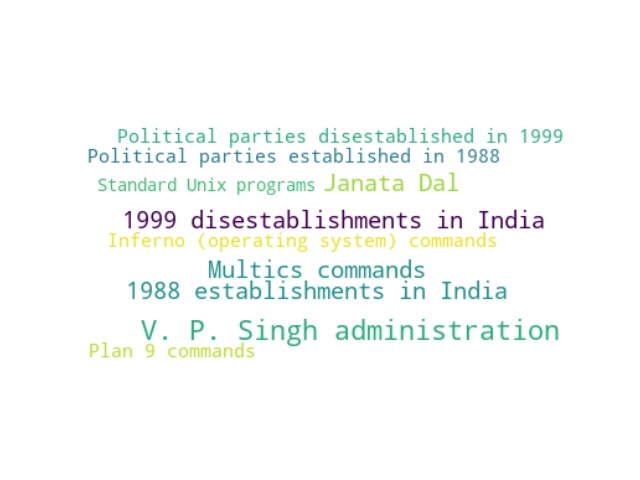 Political parties disestablished in 1999
Political parties established in 1988
Standard Unix programs Janata Dal
1999 disestablishments in India
Inferno (operating system) commands
Multics commands
1988 establishments in India
V. P. Singh administration
Plan 9 commands